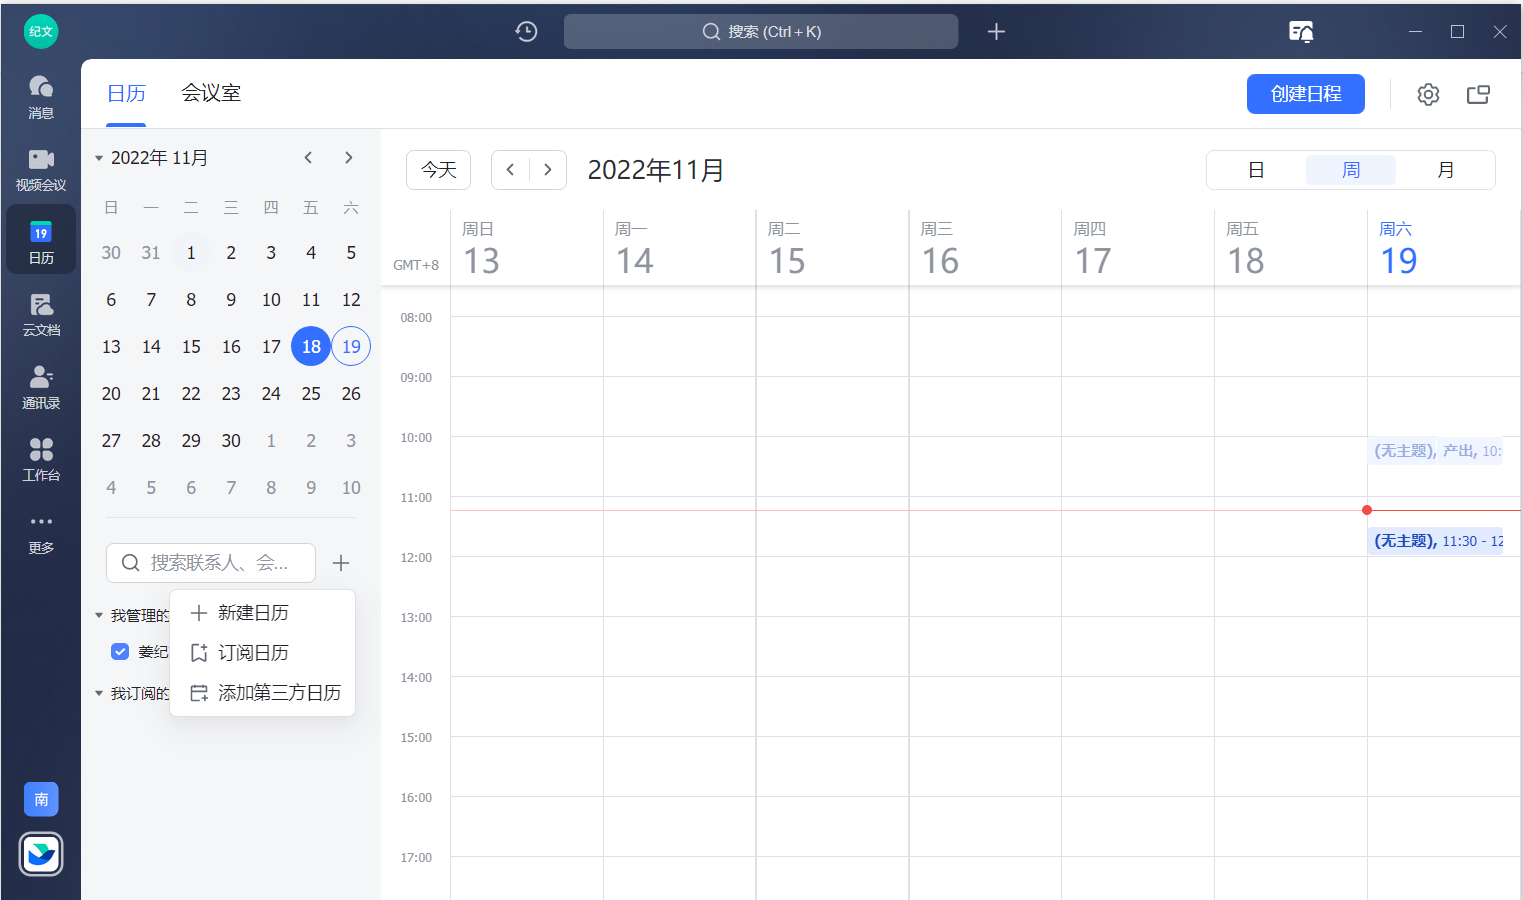 纪文
搜索 (Ctrl + K)
消息
视频会议
19
日历
云文档
通讯录
工作台
更多
南
日历
会议室
创建日程
2022年 11月
日 一 二 三 四 五 六
30 31 1 2 3 4 5
6 7 8 9 10 11 12
13 14 15 16 17 18 19
20 21 22 23 24 25 26
27 28 29 30 1 2 3
4 5 6 7 8 9 10
搜索联系人、会...
我管理的
姜纪
我订阅的
新建日历
订阅日历
添加第三方日历
今天
2022年11月
日 周 月
GMT+8
周日 周一 周二 周三 周四 周五 周六
13 14 15 16 17 18 19
08:00
09:00
10:00
(无主题), 产出, 10:
11:00
(无主题), 11:30 - 12
12:00
13:00
14:00
15:00
16:00
17:00